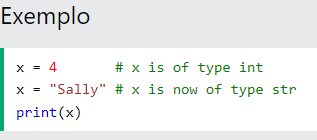 Exemplo
x = 4       # x is of type int
x = "Sally" # x is now of type str
print(x)